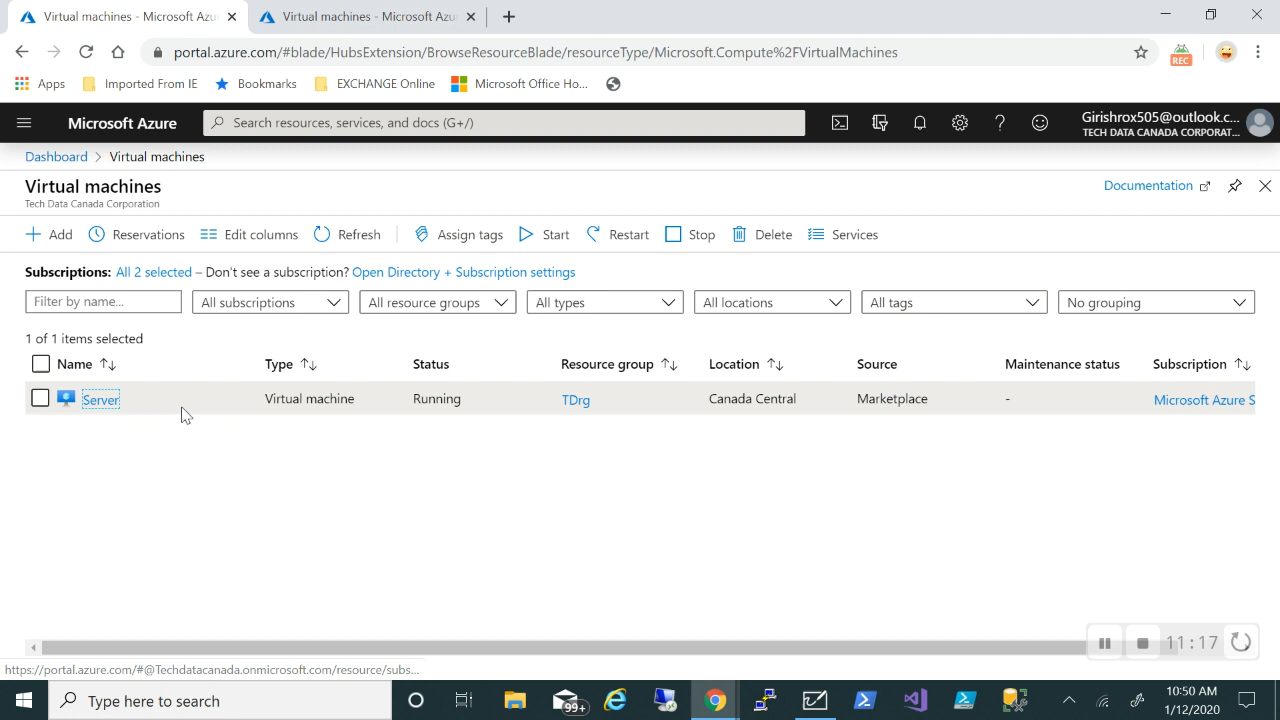 Virtual machines - Microsoft Azu
Virtual machines - Microsoft Azu
portal.azure.com/#blade/HubsExtension/BrowseResourceBlade/resourceType/Microsoft.Compute%2FVirtualMachines
REC
Apps Imported From IE Bookmarks EXCHANGE Online Microsoft Office Ho...
Microsoft Azure
Search resources, services, and docs (G+/)
Girishrox505@outlook.c...
TECH DATA CANADA CORPORAT...
Dashboard > Virtual machines
Virtual machines
Documentation
Tech Data Canada Corporation
Add Reservations Edit columns Refresh Assign tags Start Restart Stop Delete Services
Subscriptions: All 2 selected – Don't see a subscription? Open Directory + Subscription settings
Filter by name... All subscriptions All resource groups All types All locations All tags No grouping
1 of 1 items selected
Name Type Status Resource group Location Source Maintenance status Subscription
Server Virtual machine Running TDrg Canada Central Marketplace - Microsoft Azure S
11:17
https://portal.azure.com/#@Techdatacanada.onmicrosoft.com/resource/subs...
Type here to search
99+
10:50 AM
1/12/2020